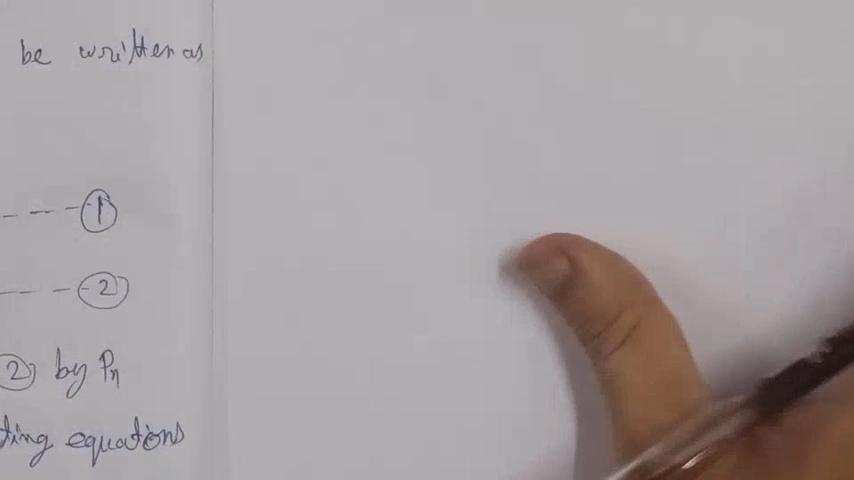 be written as
--- ①
--- ②
② by Pn
ting equations